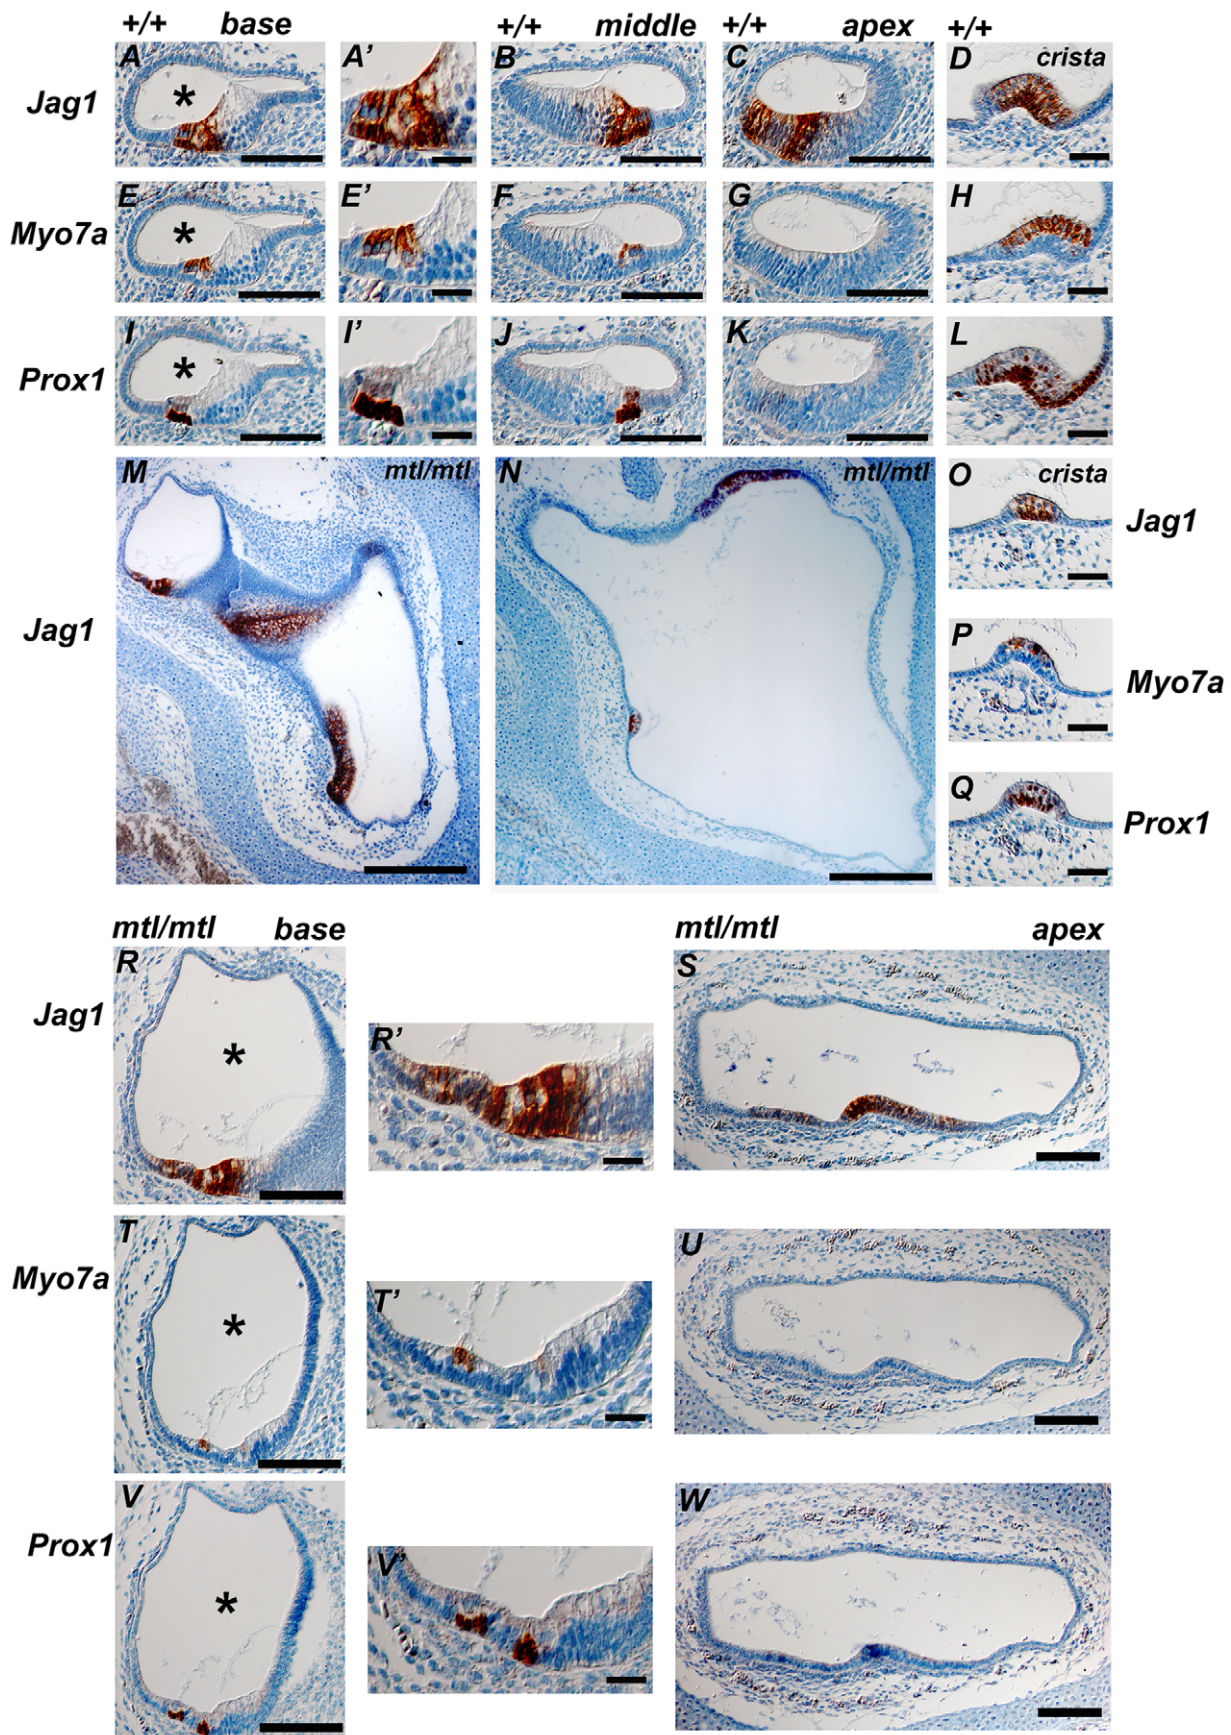 +/+ base +/+ middle +/+ apex +/+
A A' B C D crista
Jag1
E E' F G H
Myo7a
I I' J K L
Prox1
M mtl/mtl N mtl/mtl O crista
Jag1
Jag1
P
Myo7a
Q
Prox1
mtl/mtl base mtl/mtl apex
R S
Jag1
R'
T U
Myo7a
T'
V W
Prox1
V'